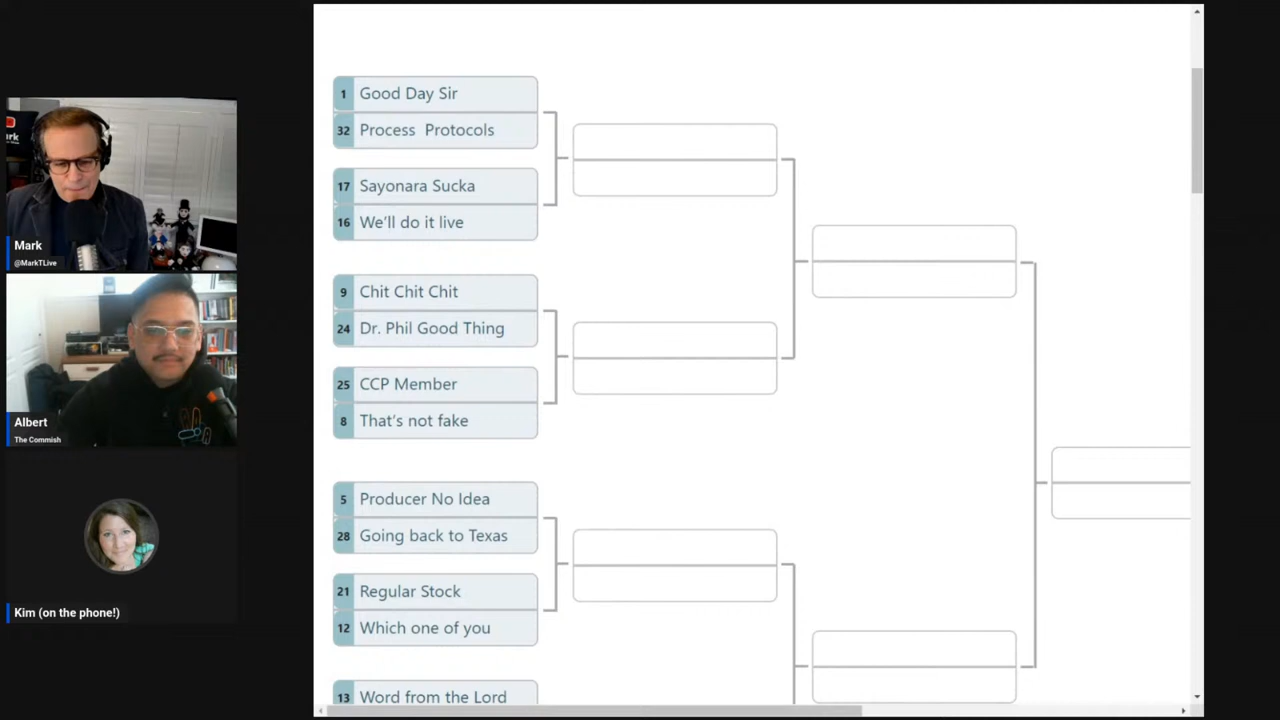 Mark
@MarkTLive
Albert
The Commish
Kim (on the phone!)
1 Good Day Sir
32 Process Protocols
17 Sayonara Sucka
16 We'll do it live
9 Chit Chit Chit
24 Dr. Phil Good Thing
25 CCP Member
8 That's not fake
5 Producer No Idea
28 Going back to Texas
21 Regular Stock
12 Which one of you
13 Word from the Lord